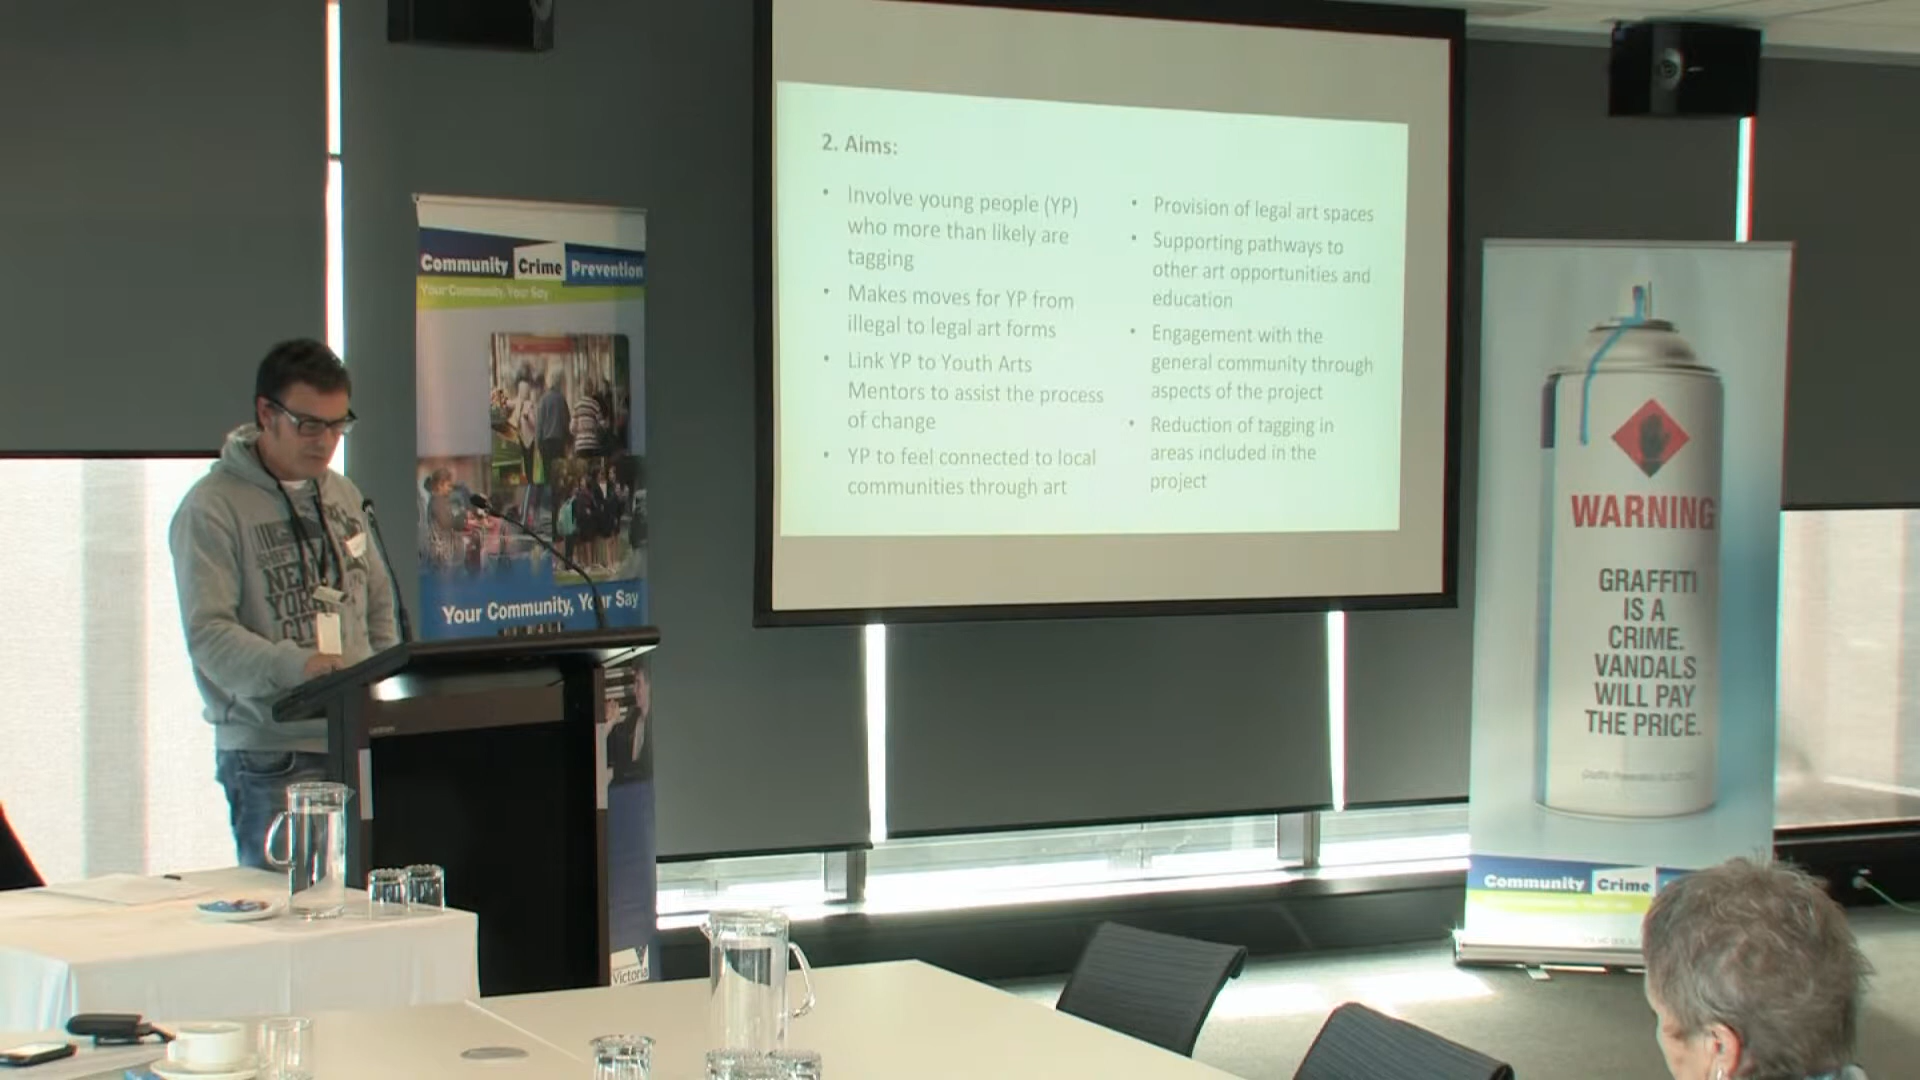 2. Aims:
• Involve young people (YP)
who more than likely are
tagging
• Makes moves for YP from
illegal to legal art forms
• Link YP to Youth Arts
Mentors to assist the process
of change
• YP to feel connected to local
communities through art
• Provision of legal art spaces
• Supporting pathways to
other art opportunities and
education
• Engagement with the
general community through
aspects of the project
• Reduction of tagging in
areas included in the
project
Community Crime Prevention
Your Community, Your Say
Your Community, Your Say
Victoria
NEW
YORK
CITY
WARNING
GRAFFITI
IS A
CRIME.
VANDALS
WILL PAY
THE PRICE.
Community Crime